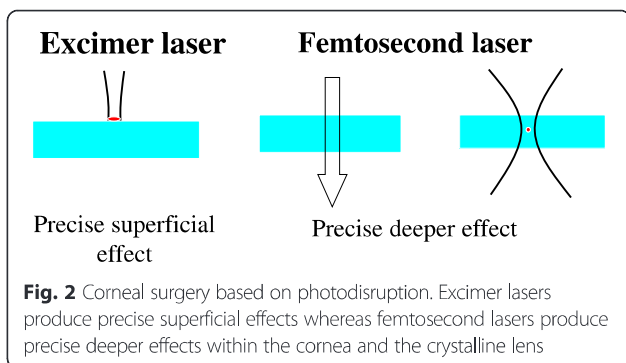 Excimer laser
Femtosecond laser
Precise superficial
effect
Precise deeper effect
Fig. 2 Corneal surgery based on photodisruption. Excimer lasers
produce precise superficial effects whereas femtosecond lasers produce
precise deeper effects within the cornea and the crystalline lens